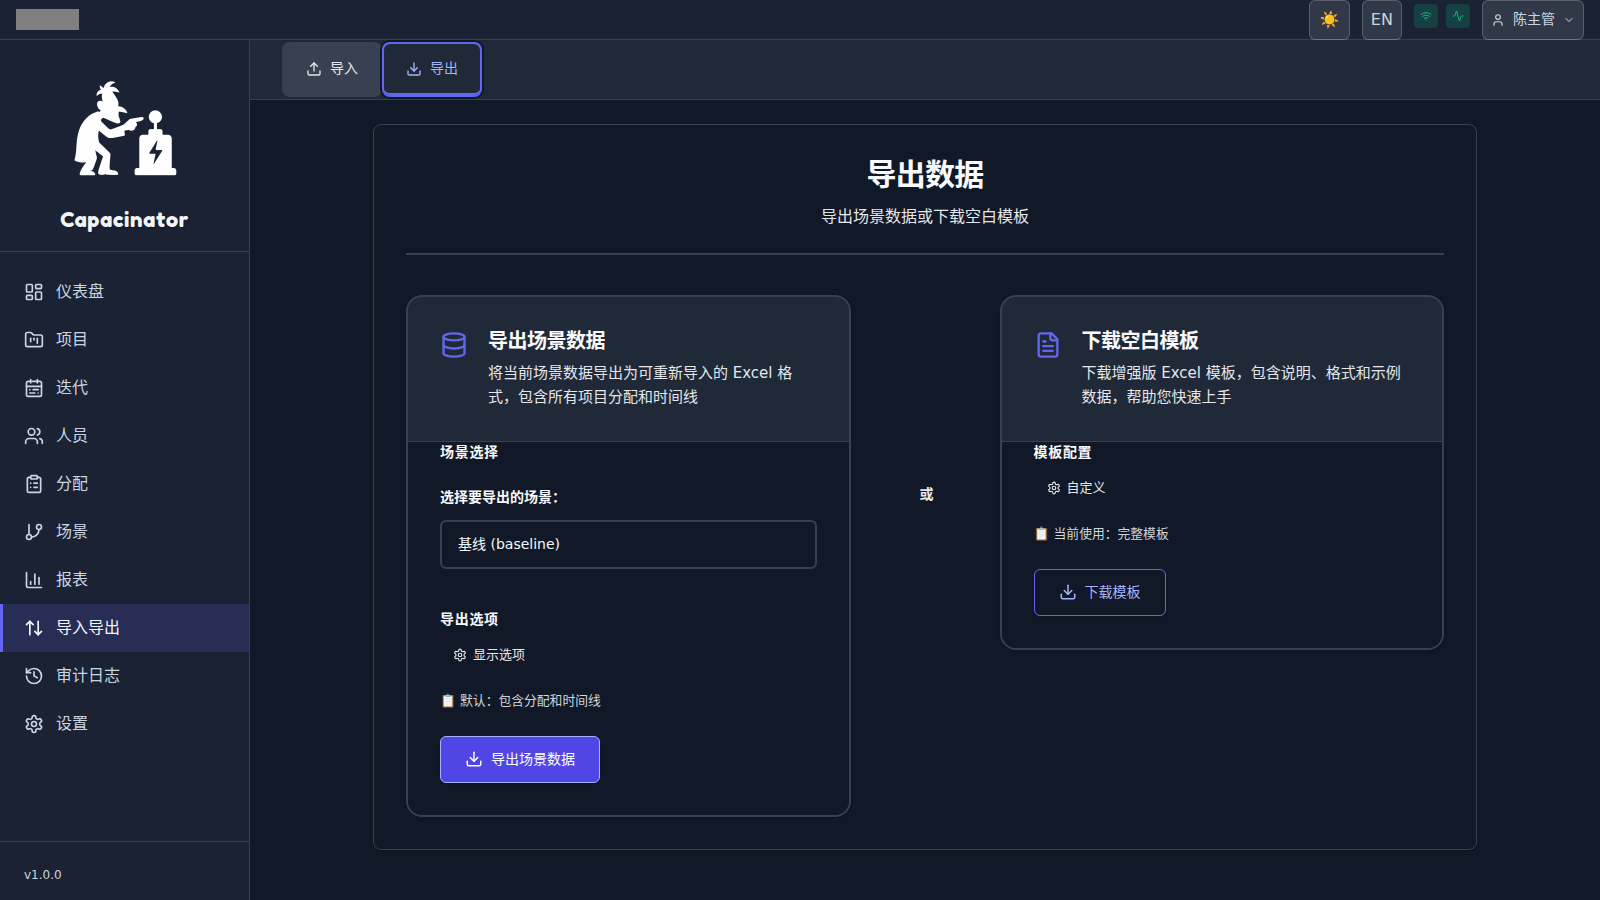 EN
陈主管
导入
导出
Capacinator
仪表盘
项目
迭代
人员
分配
场景
报表
导入导出
审计日志
设置
v1.0.0
导出数据
导出场景数据或下载空白模板
导出场景数据
将当前场景数据导出为可重新导入的 Excel 格
式，包含所有项目分配和时间线
场景选择
选择要导出的场景：
基线 (baseline)
导出选项
显示选项
📋 默认：包含分配和时间线
导出场景数据
或
下载空白模板
下载增强版 Excel 模板，包含说明、格式和示例
数据，帮助您快速上手
模板配置
自定义
📋 当前使用：完整模板
下载模板